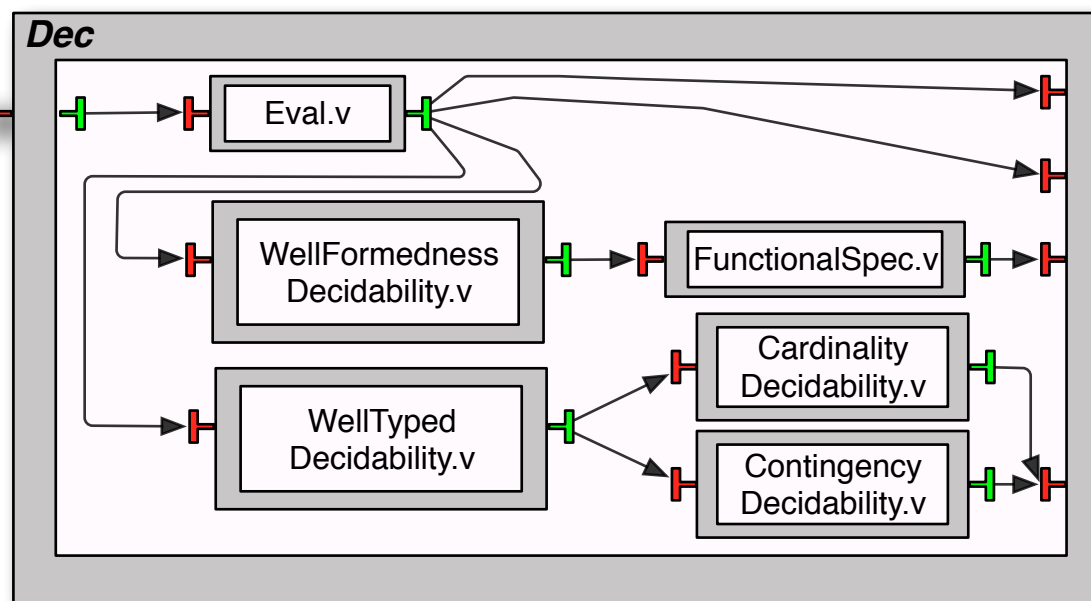 Dec
Eval.v
WellFormedness
Decidability.v
FunctionalSpec.v
Cardinality
Decidability.v
WellTyped
Decidability.v
Contingency
Decidability.v